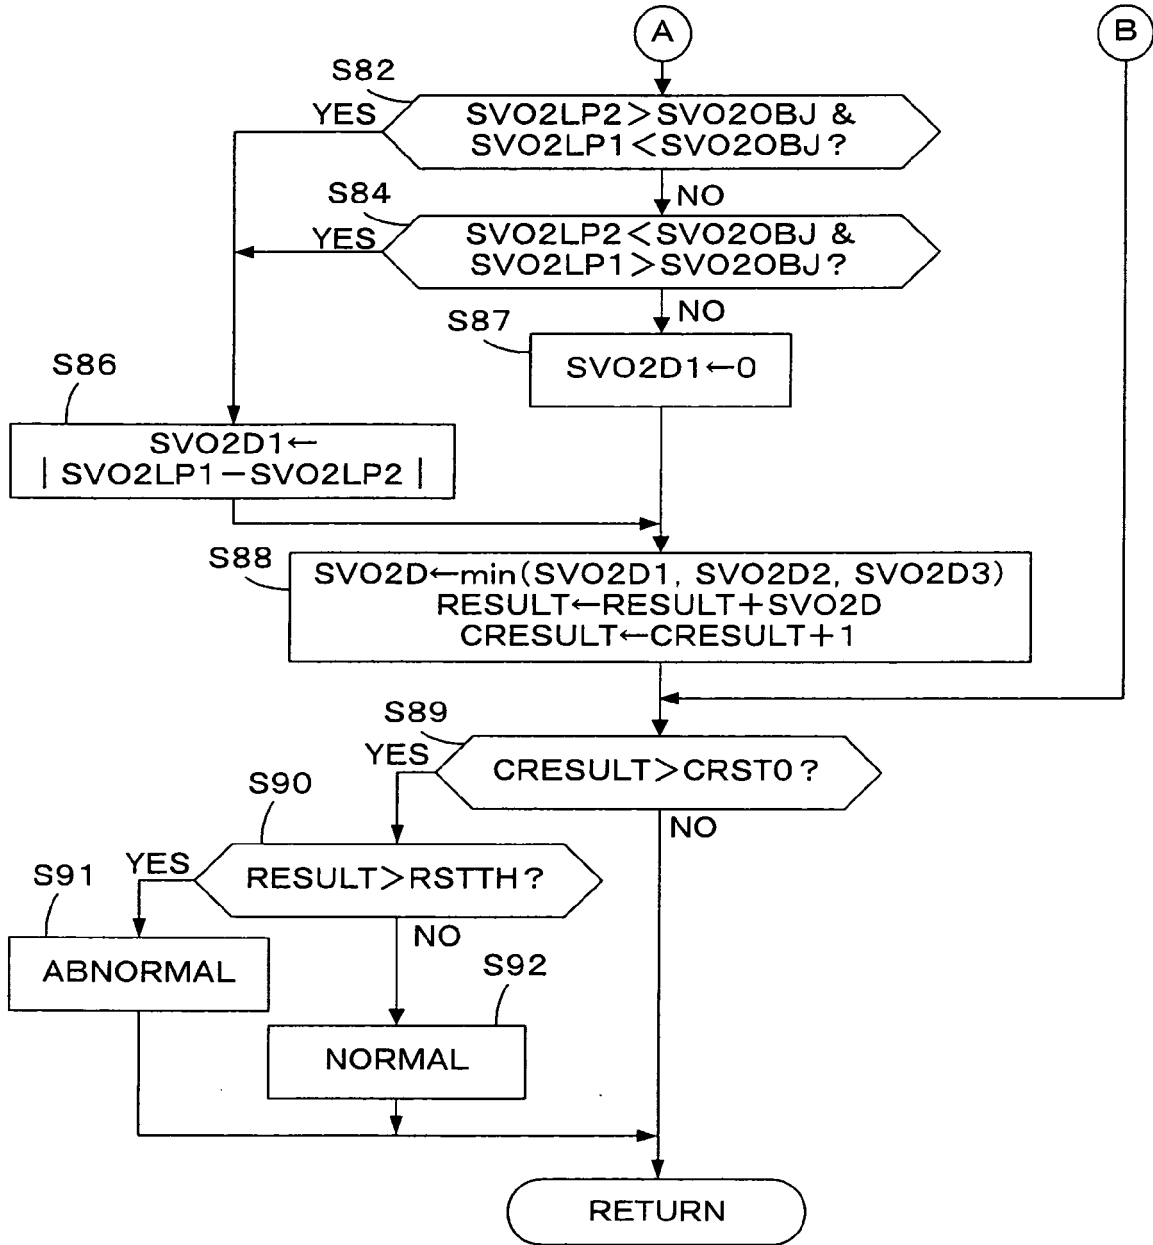 A
B
S82
YES
SVO2LP2>SVO2OBJ &
SVO2LP1<SVO2OBJ?
NO
S84
YES
SVO2LP2<SVO2OBJ &
SVO2LP1>SVO2OBJ?
NO
S87
SVO2D1←0
S86
SVO2D1←
| SVO2LP1－SVO2LP2 |
S88
SVO2D←min(SVO2D1, SVO2D2, SVO2D3)
RESULT←RESULT+SVO2D
CRESULT←CRESULT+1
S89
YES
CRESULT>CRST0?
NO
S90
YES
RESULT>RSTTH?
NO
S91
ABNORMAL
S92
NORMAL
RETURN